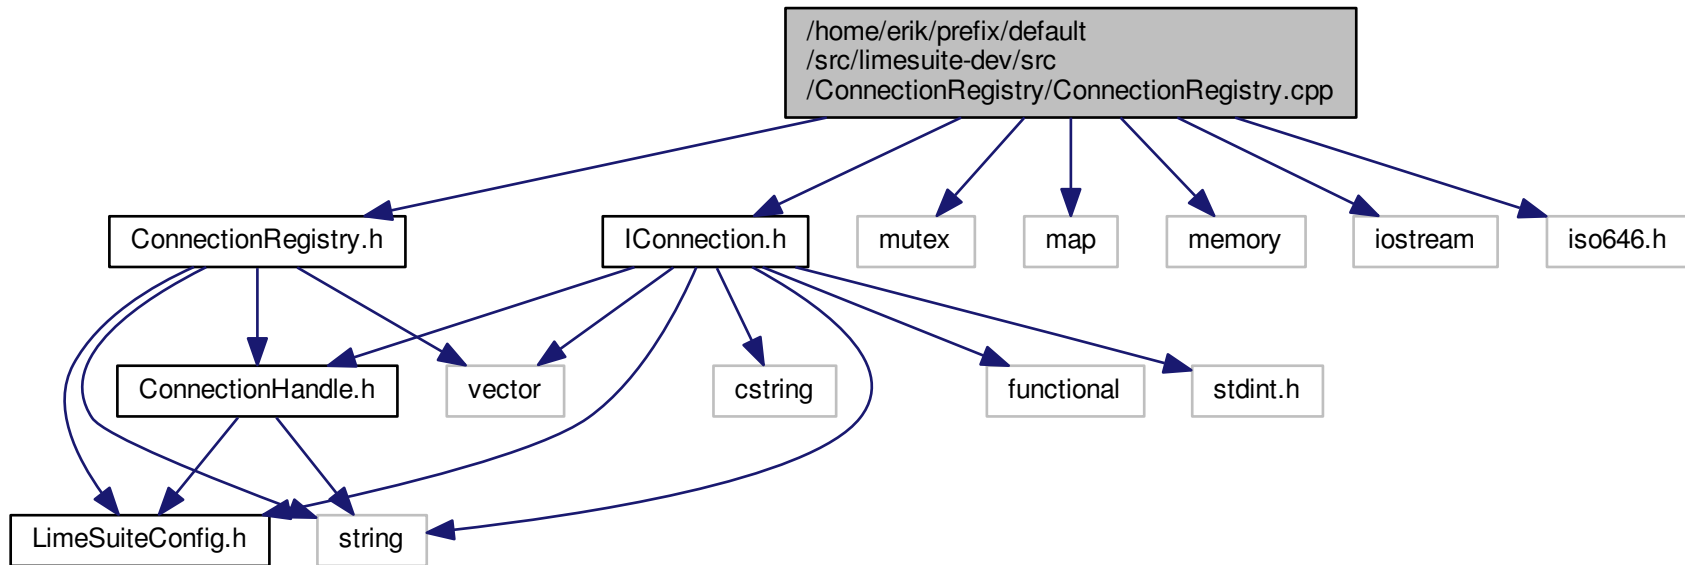 /home/erik/prefix/default
/src/limesuite-dev/src
/ConnectionRegistry/ConnectionRegistry.cpp
ConnectionRegistry.h
IConnection.h
mutex
map
memory
iostream
iso646.h
ConnectionHandle.h
vector
cstring
functional
stdint.h
LimeSuiteConfig.h
string